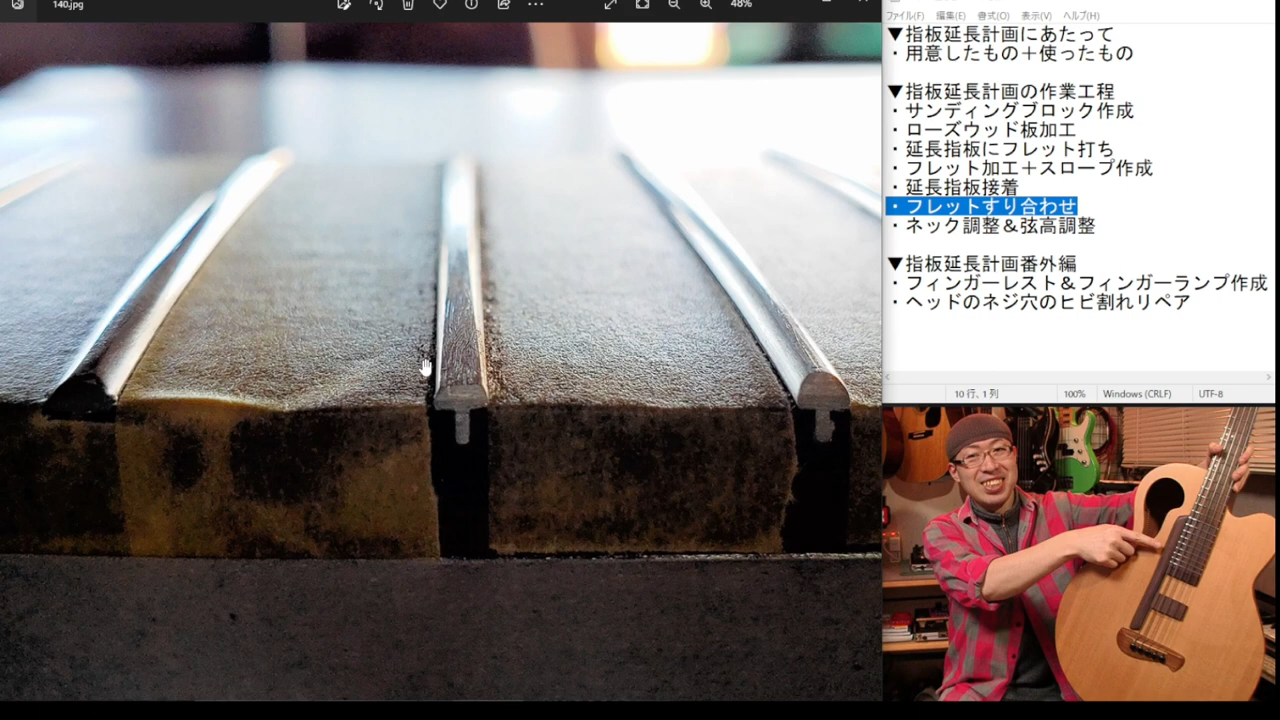 140.jpg
48%
ファイル(F) 編集(E) 書式(O) 表示(V) ヘルプ(H)
▼指板延長計画にあたって
・用意したもの＋使ったもの
▼指板延長計画の作業工程
・サンディングブロック作成
・ローズウッド板加工
・延長指板にフレット打ち
・フレット加工＋スロープ作成
・延長指板接着
・フレットすり合わせ
・ネック調整＆弦高調整
▼指板延長計画番外編
・フィンガーレスト＆フィンガーランプ作成
・ヘッドのネジ穴のヒビ割れリペア
10 行、1 列 100% Windows (CRLF) UTF-8